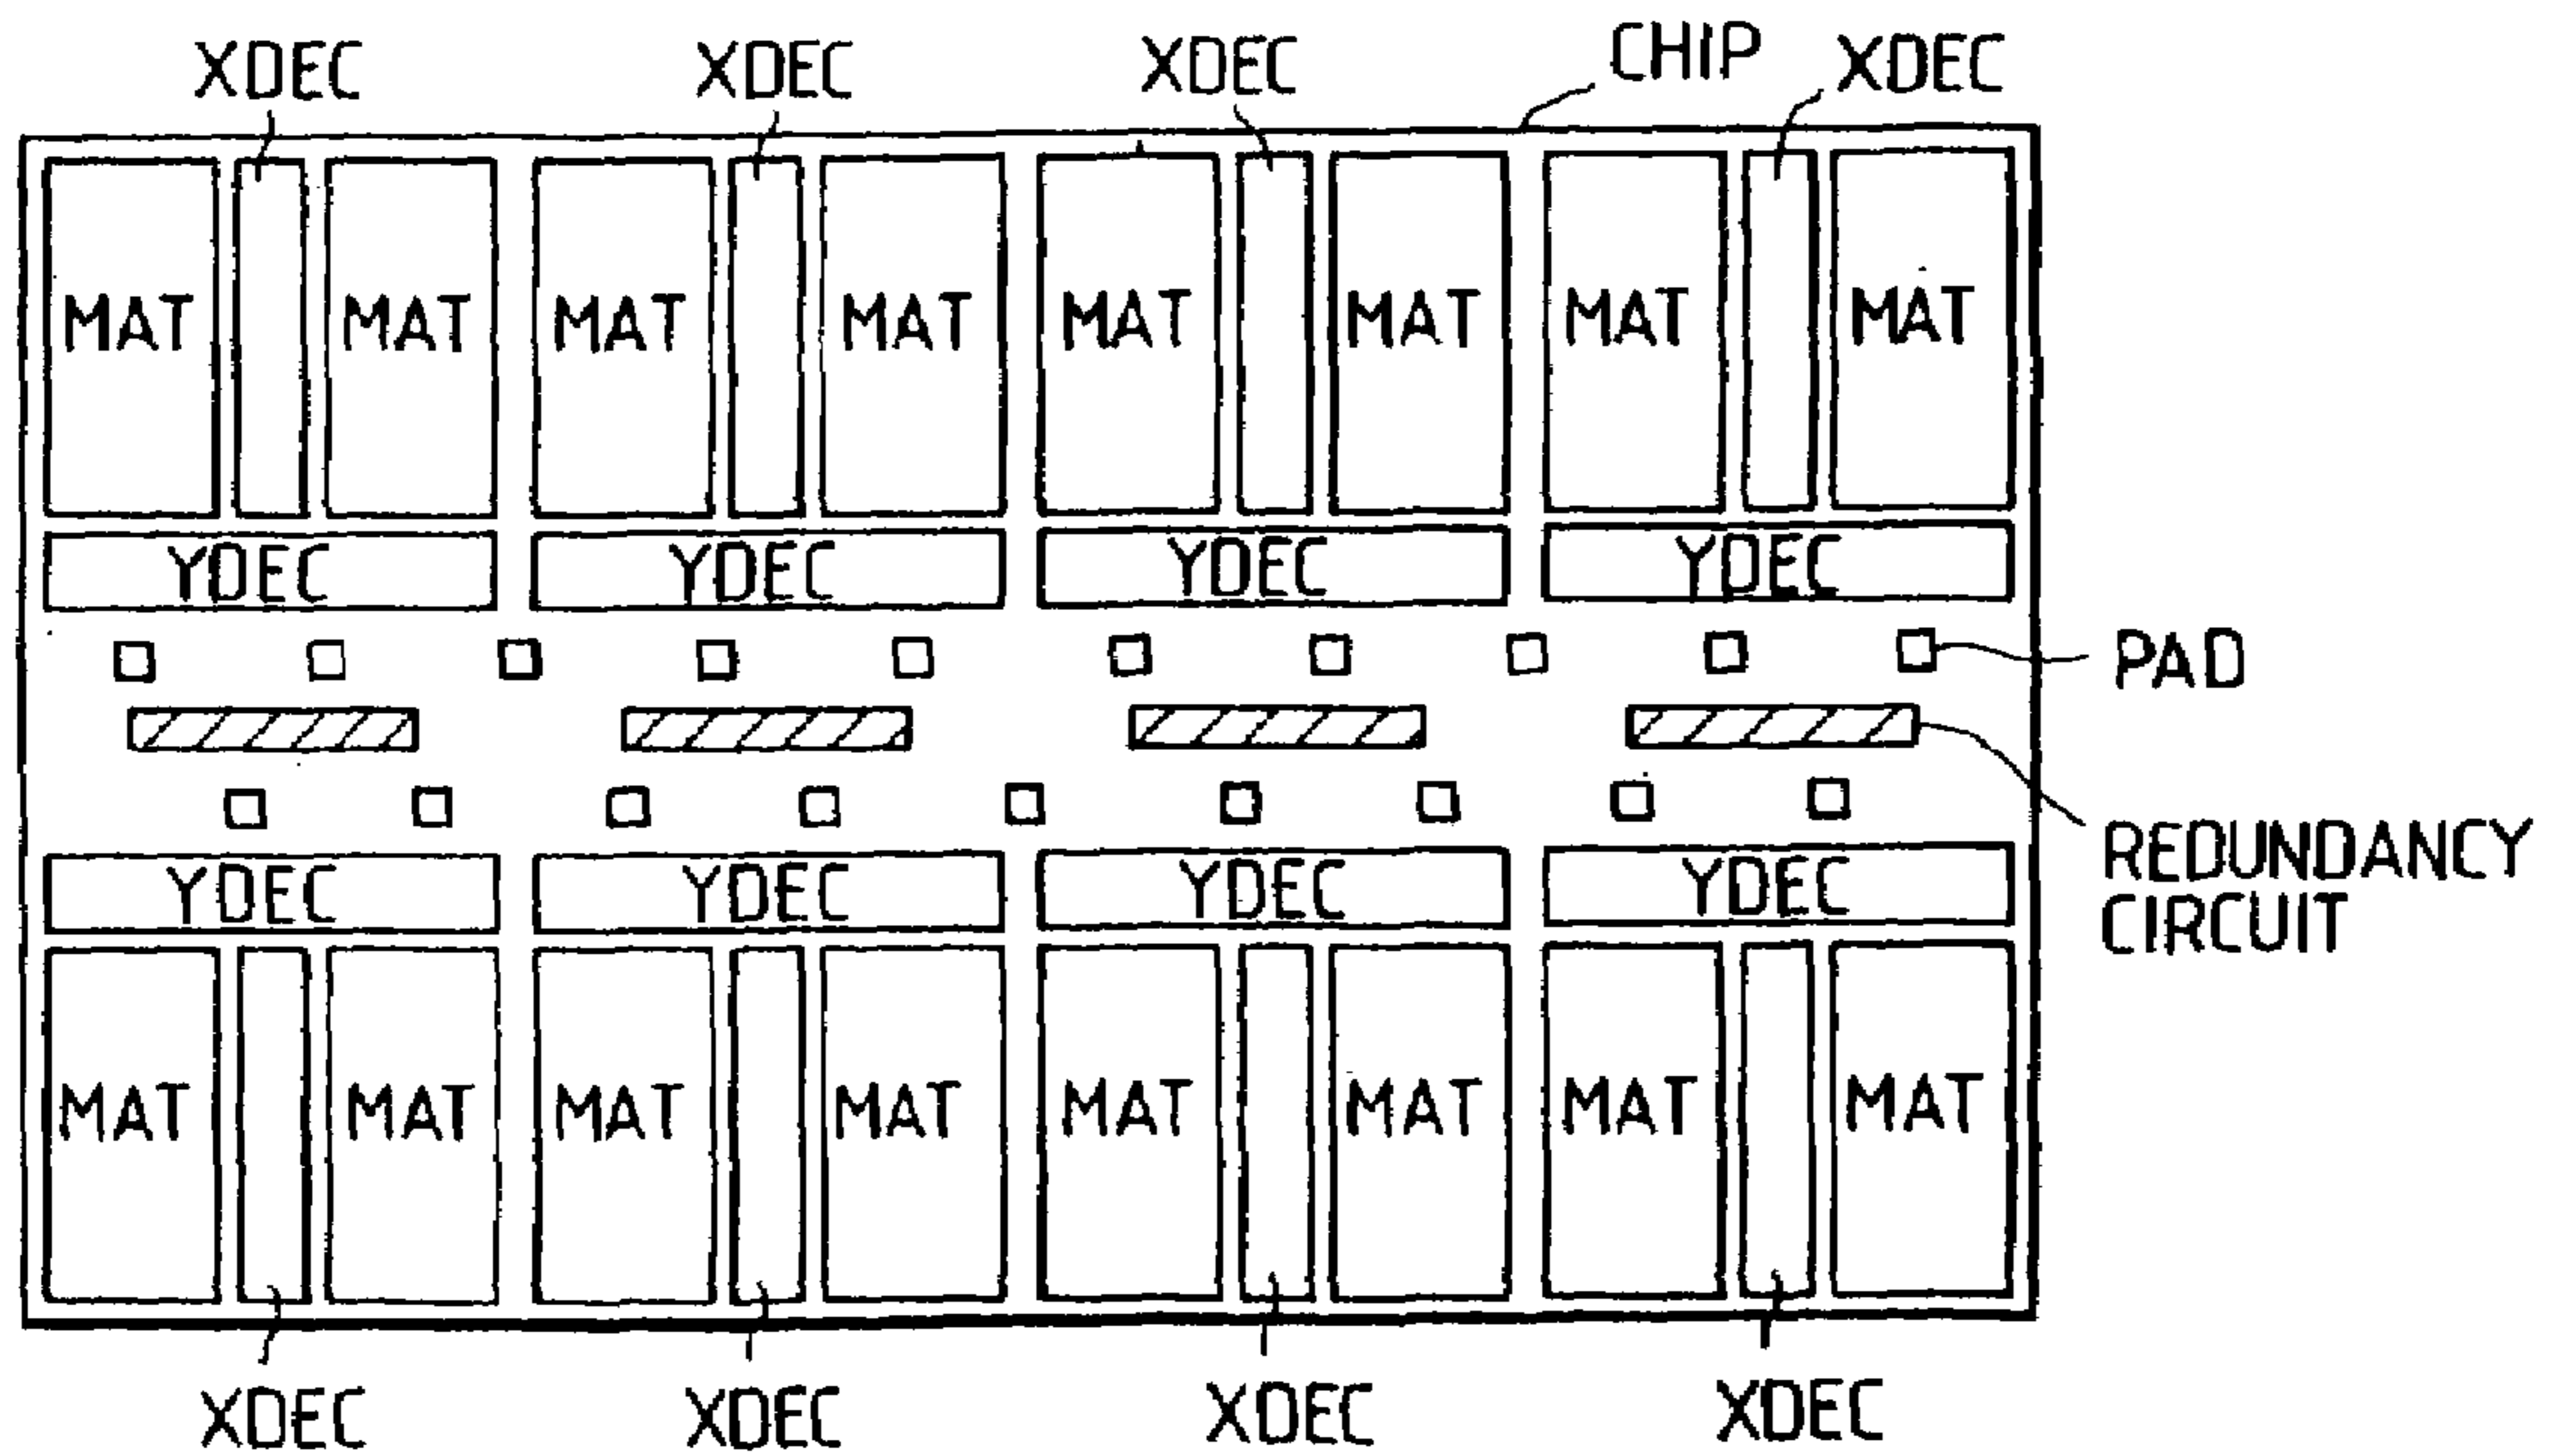 XDEC XDEC XDEC CHIP XDEC
MAT MAT MAT MAT MAT MAT MAT MAT
YDEC YDEC YDEC YDEC
PAD
REDUNDANCY
CIRCUIT
YDEC YDEC YDEC YDEC
MAT MAT MAT MAT MAT MAT MAT MAT
XDEC XDEC XDEC XDEC